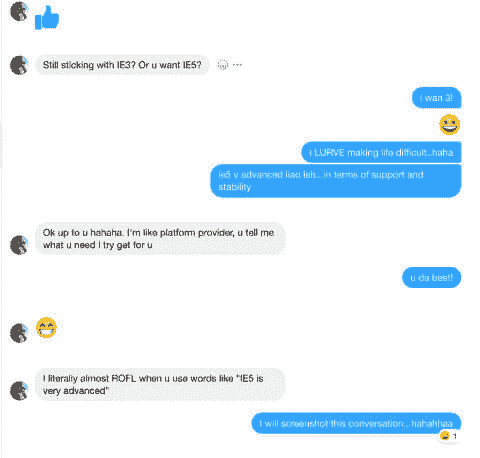 Still sticking with IE3? Or u want IE5?
i wan 3!
i LURVE making life difficult..haha
ie5 v advanced liao leh...in terms of support and
stability
Ok up to u hahaha. I'm like platform provider, u tell me
what u need I try get for u
u da best!
I literally almost ROFL when u use words like "IE5 is
very advanced"
I will screenshot this conversation...hahahhaa
1